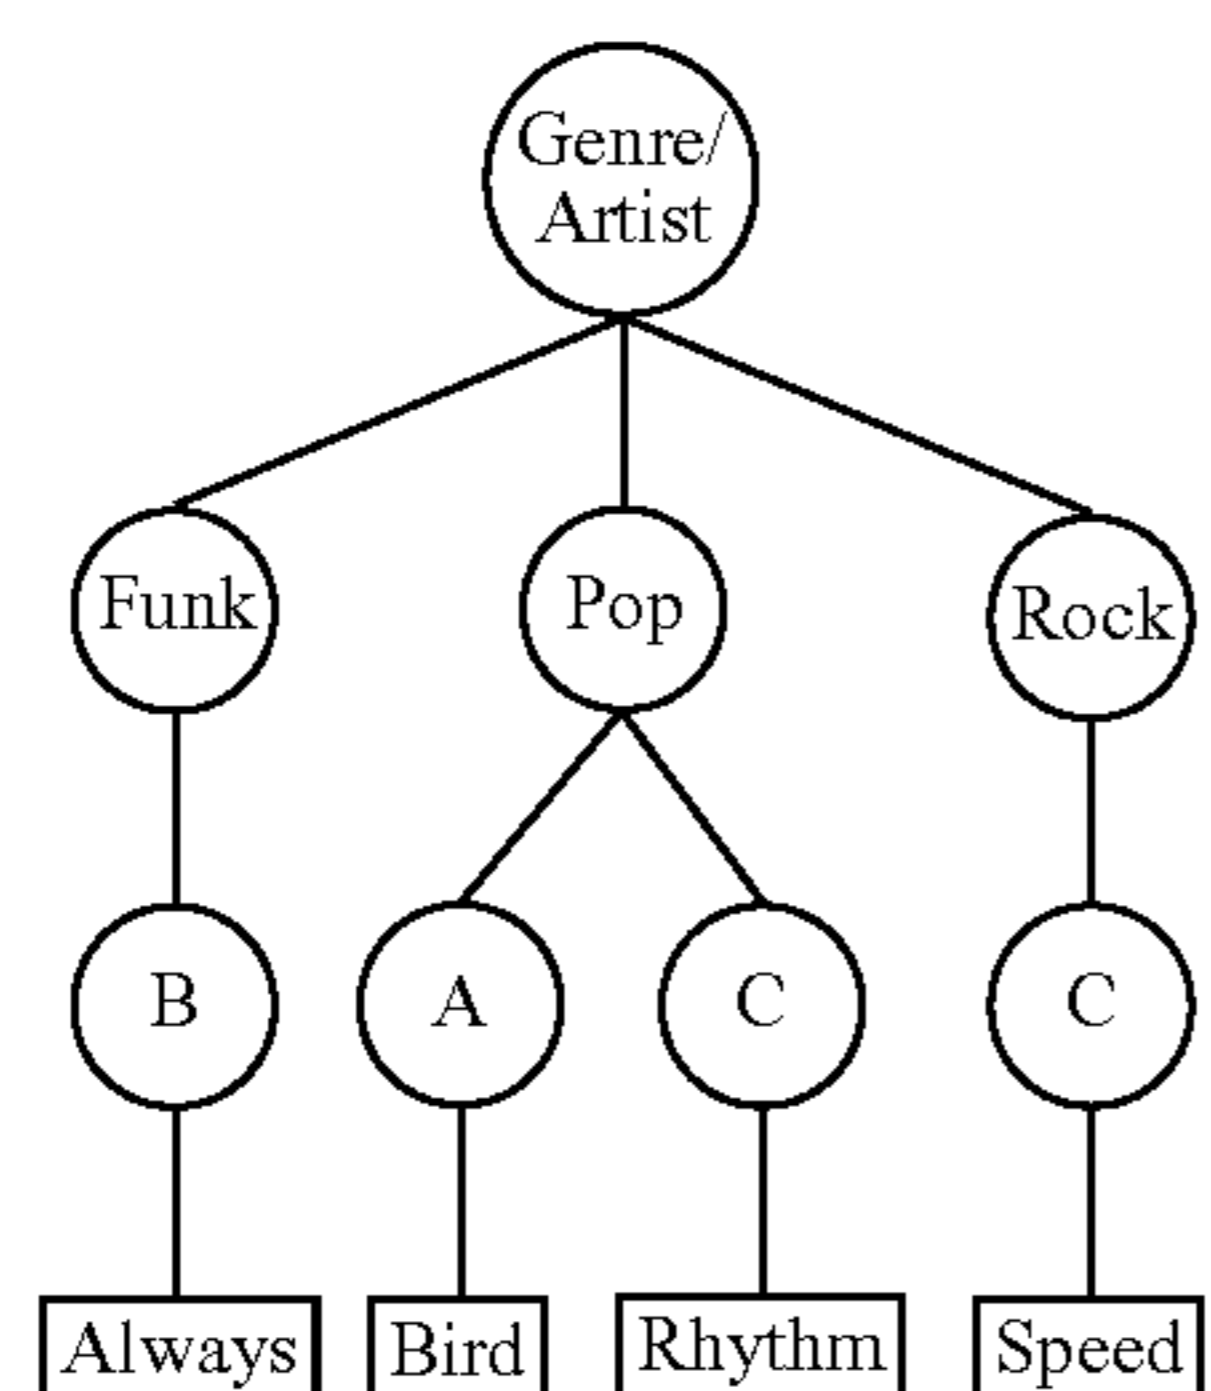 Genre/
Artist
Funk
Pop
Rock
B
A
C
C
Always
Bird
Rhythm
Speed